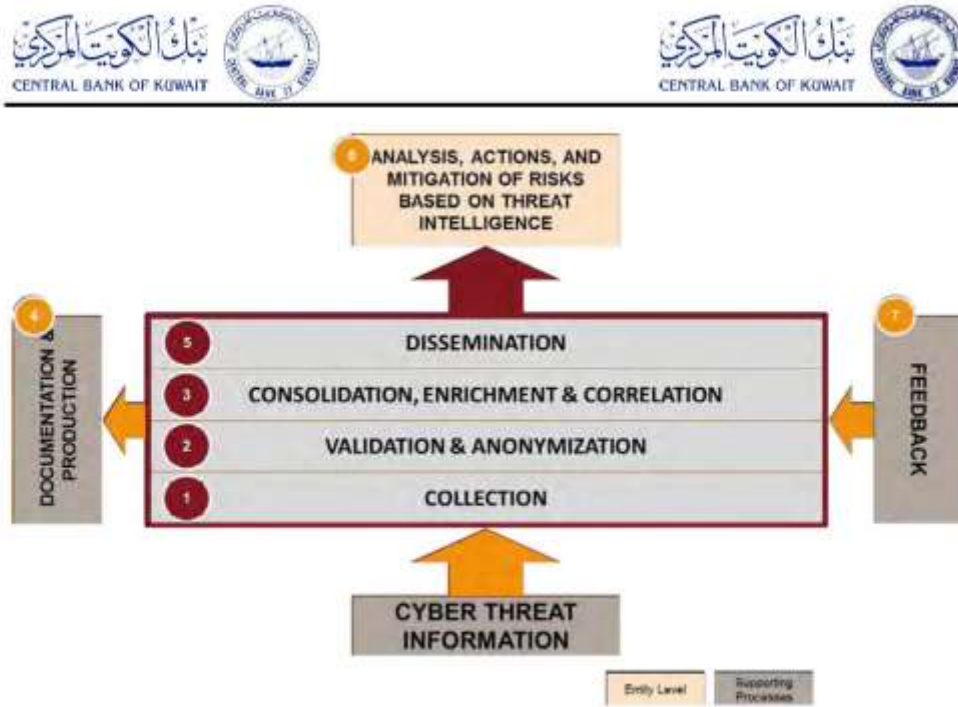 بنك الكويت المركزي
CENTRAL BANK OF KUWAIT
بنك الكويت المركزي
CENTRAL BANK OF KUWAIT
6
ANALYSIS, ACTIONS, AND
MITIGATION OF RISKS
BASED ON THREAT
INTELLIGENCE
4
DOCUMENTATION &
PRODUCTION
5
DISSEMINATION
3
CONSOLIDATION, ENRICHMENT & CORRELATION
2
VALIDATION & ANONYMIZATION
1
COLLECTION
7
FEEDBACK
CYBER THREAT
INFORMATION
Entity Level
Supporting
Processes